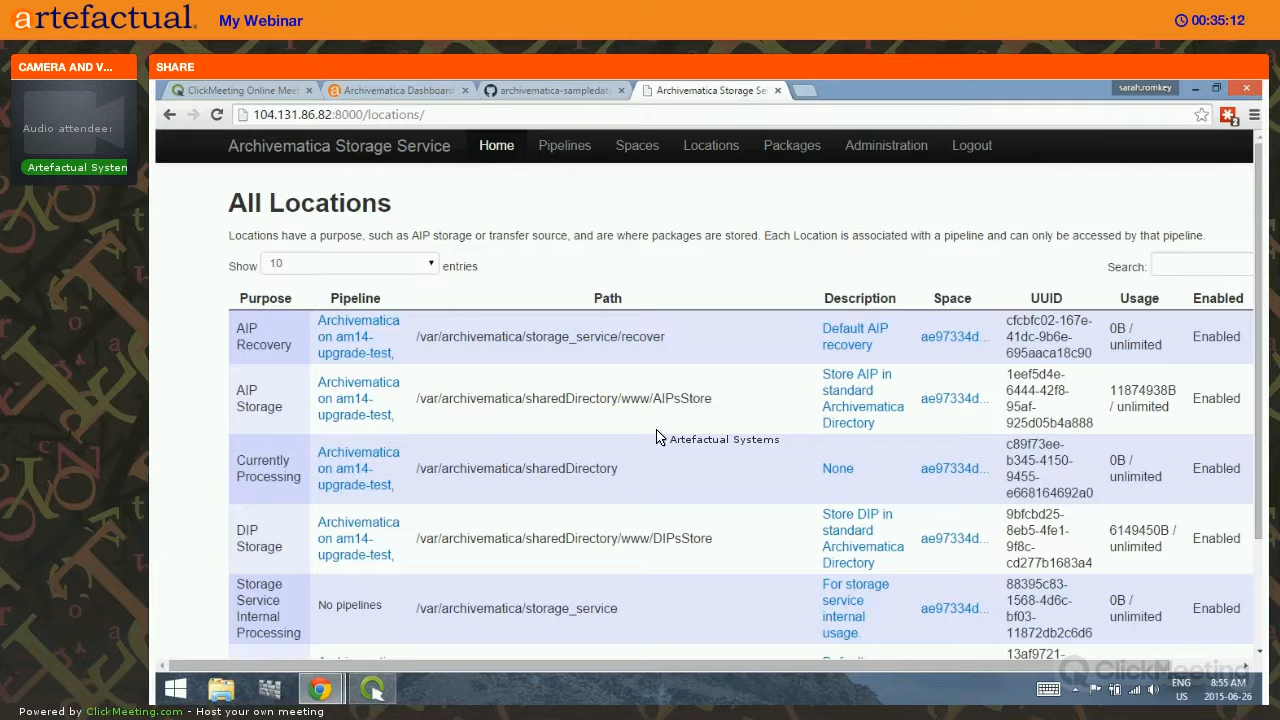 artefactual
My Webinar
00:35:12
CAMERA AND V...
SHARE
Audio attendee:
Artefactual System
ClickMeeting Online Meet
Archivematica Dashboard
archivematica-sampledat
Archivematica Storage Se
sarah.romkey
104.131.86.82:8000/locations/
2
Archivematica Storage Service
Home
Pipelines
Spaces
Locations
Packages
Administration
Logout
All Locations
Locations have a purpose, such as AIP storage or transfer source, and are where packages are stored. Each Location is associated with a pipeline and can only be accessed by that pipeline.
Show 10 entries
Search:
Purpose Pipeline Path Description Space UUID Usage Enabled
AIP
Recovery
Archivematica
on am14-
upgrade-test,
/var/archivematica/storage_service/recover
Default AIP
recovery
ae97334d...
cfcbfc02-167e-
41dc-9b6e-
695aaca18c90
0B /
unlimited
Enabled
AIP
Storage
Archivematica
on am14-
upgrade-test,
/var/archivematica/sharedDirectory/www/AIPsStore
Store AIP in
standard
Archivematica
Directory
ae97334d...
1eef5d4e-
6444-42f8-
95af-
925d05b4a888
11874938B
/ unlimited
Enabled
Artefactual Systems
Currently
Processing
Archivematica
on am14-
upgrade-test,
/var/archivematica/sharedDirectory
None
ae97334d...
c89f73ee-
b345-4150-
9455-
e668164692a0
0B /
unlimited
Enabled
DIP
Storage
Archivematica
on am14-
upgrade-test,
/var/archivematica/sharedDirectory/www/DIPsStore
Store DIP in
standard
Archivematica
Directory
ae97334d...
9bfcbd25-
8eb5-4fe1-
9f8c-
cd277b1683a4
6149450B /
unlimited
Enabled
Storage
Service
Internal
Processing
No pipelines
/var/archivematica/storage_service
For storage
service
internal
usage.
ae97334d...
88395c83-
1568-4d6c-
bf03-
11872db2c6d6
0B /
unlimited
Enabled
13af9721-
ClickMeeting
ENG
US
8:55 AM
2015-06-26
Powered by ClickMeeting.com - Host your own meeting